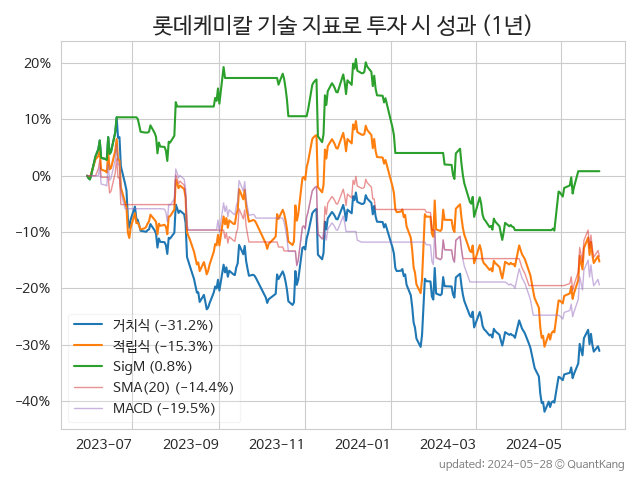 롯데케미칼 기술 지표로 투자 시 성과 (1년)
20%
10%
0%
−10%
−20%
−30%
−40%
거치식 (−31.2%)
적립식 (−15.3%)
SigM (0.8%)
SMA(20) (−14.4%)
MACD (−19.5%)
2023-07
2023-09
2023-11
2024-01
2024-03
2024-05
updated: 2024-05-28 ⓒ QuantKang